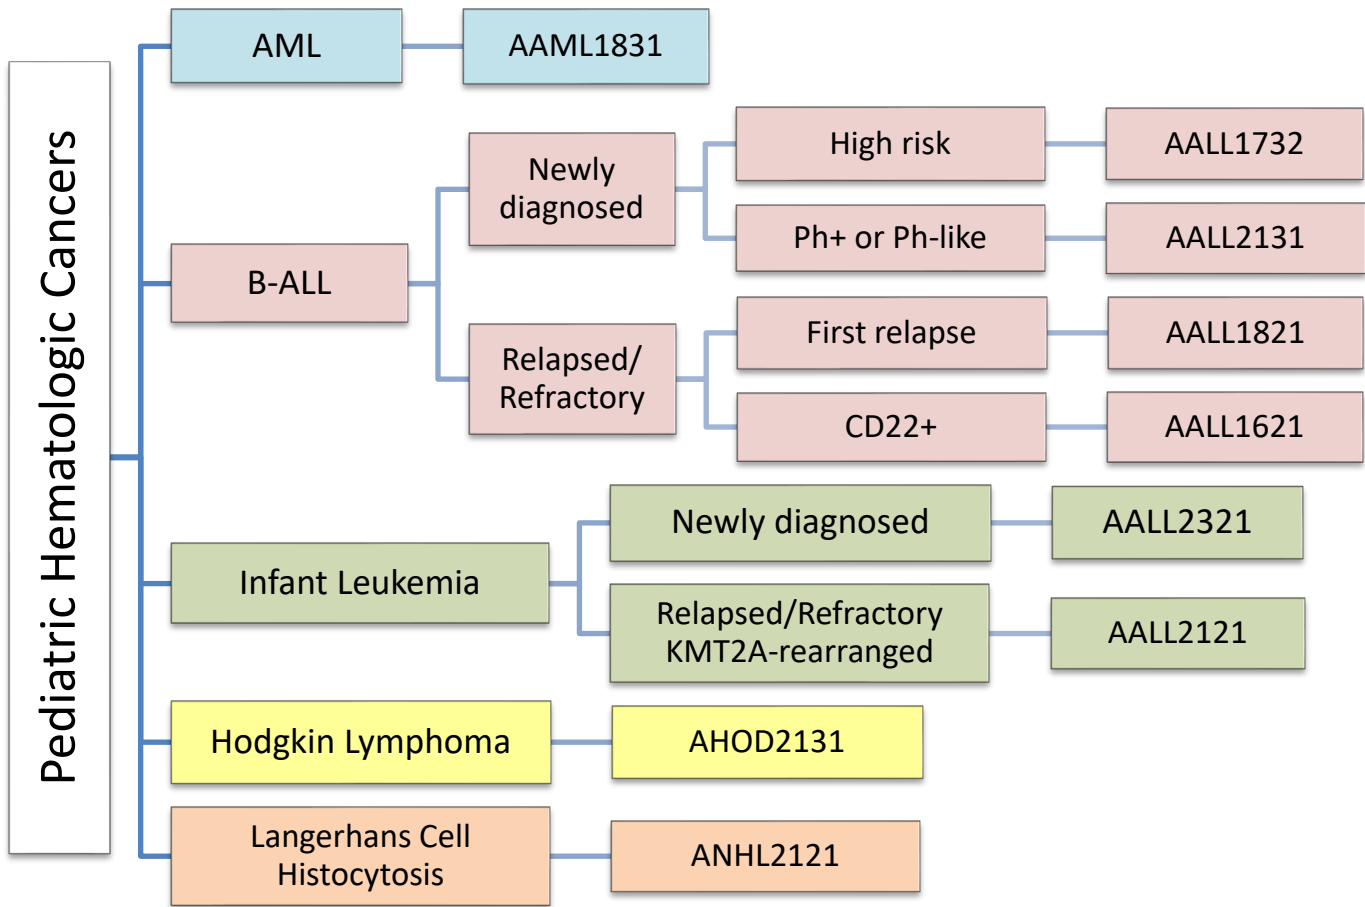 Pediatric Hematologic Cancers
AML
AAML1831
B-ALL
Newly
diagnosed
High risk
AALL1732
Ph+ or Ph-like
AALL2131
Relapsed/
Refractory
First relapse
AALL1821
CD22+
AALL1621
Infant Leukemia
Newly diagnosed
AALL2321
Relapsed/Refractory
KMT2A-rearranged
AALL2121
Hodgkin Lymphoma
AHOD2131
Langerhans Cell
Histocytosis
ANHL2121